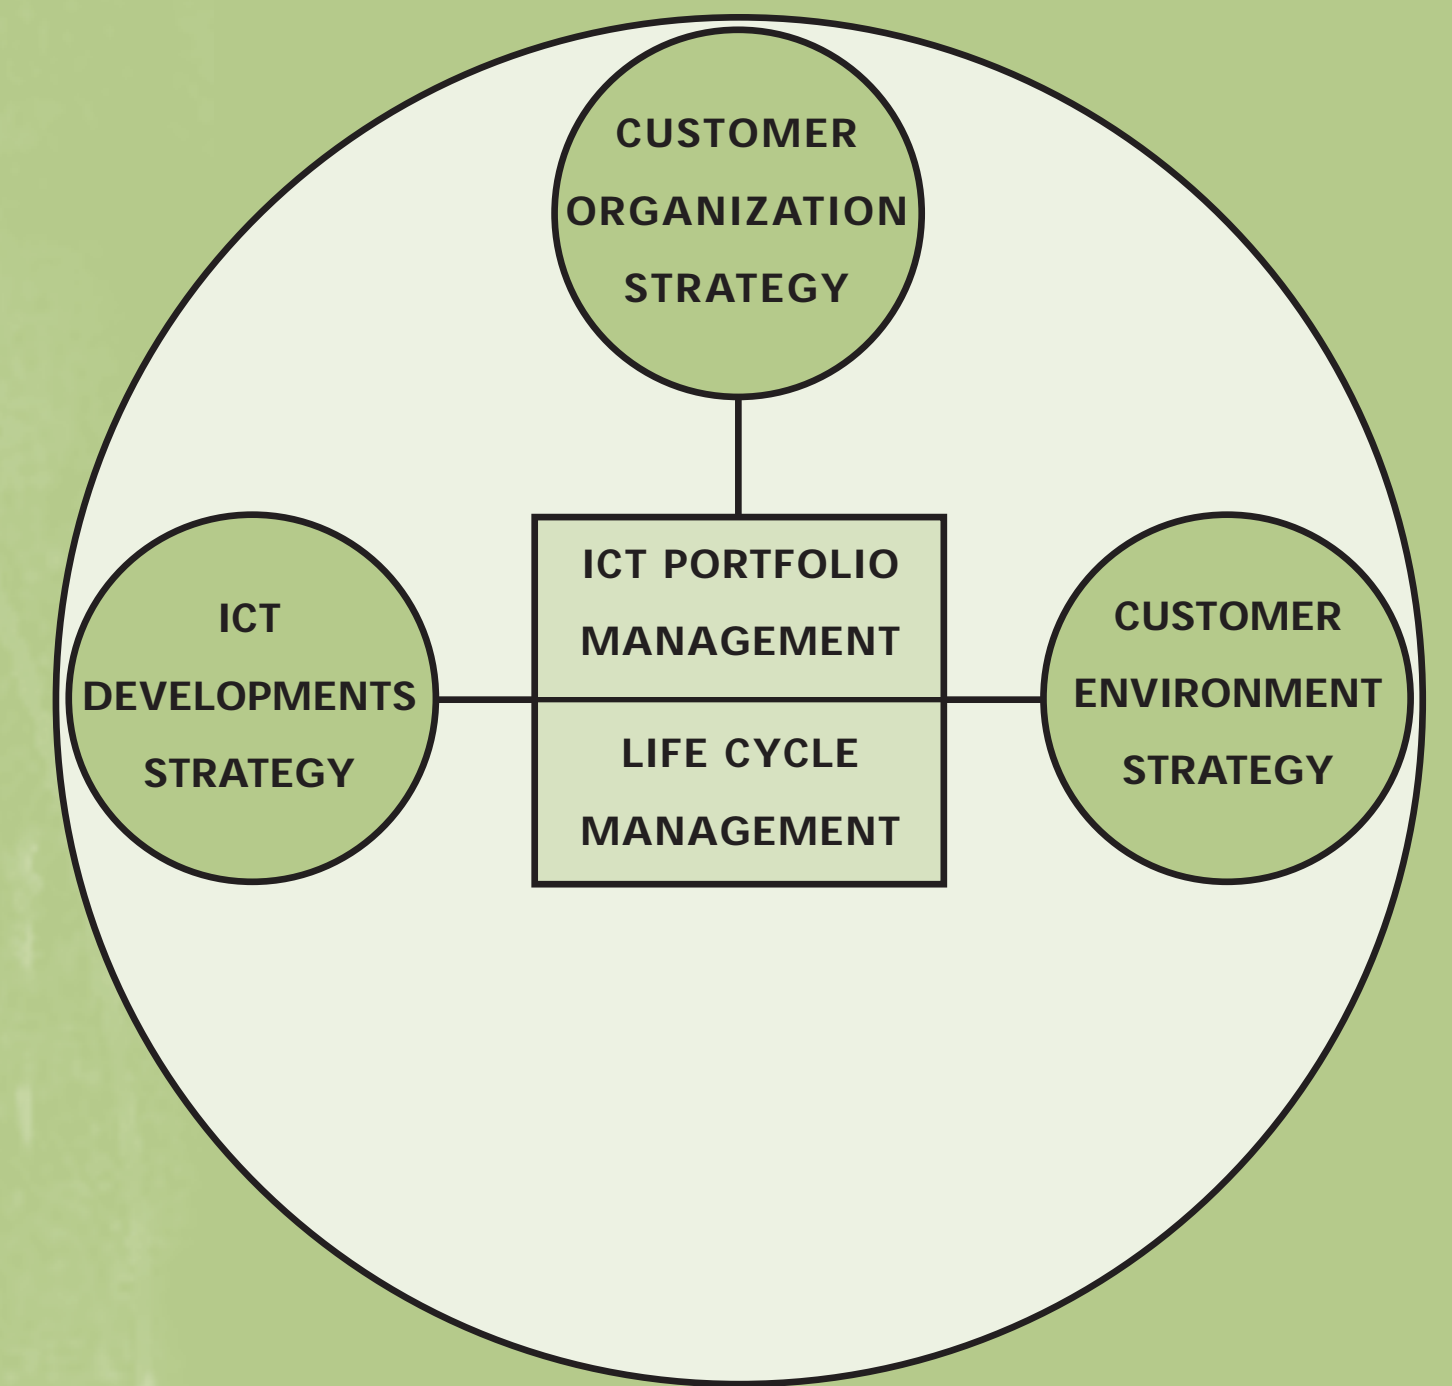 CUSTOMER
ORGANIZATION
STRATEGY
ICT
DEVELOPMENTS
STRATEGY
ICT PORTFOLIO
MANAGEMENT
LIFE CYCLE
MANAGEMENT
CUSTOMER
ENVIRONMENT
STRATEGY